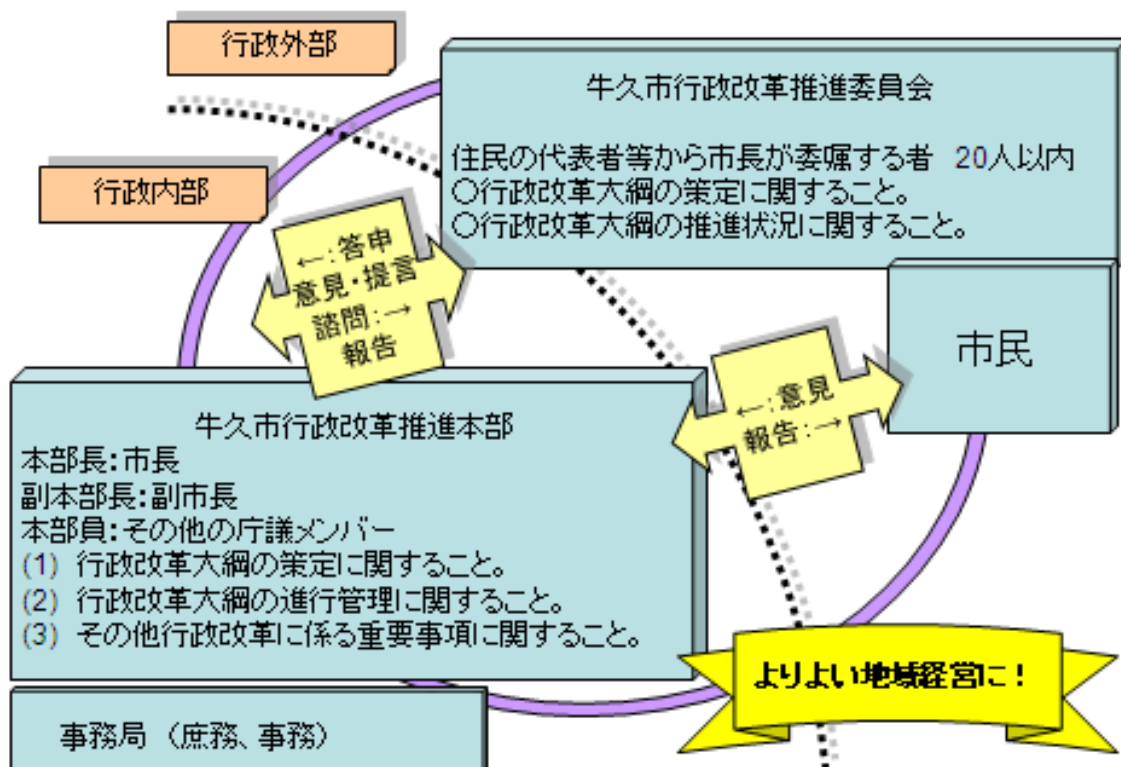 行政外部
牛久市行政改革推進委員会
住民の代表者等から市長が委嘱する者 20人以内
○行政改革大綱の策定に関すること。
○行政改革大綱の推進状況に関すること。
行政内部
←:答申
意見・提言
諮問:→
報告
市民
←:意見
報告:→
牛久市行政改革推進本部
本部長:市長
副本部長:副市長
本部員:その他の庁議メンバー
(1) 行政改革大綱の策定に関すること。
(2) 行政改革大綱の進行管理に関すること。
(3) その他行政改革に係る重要事項に関すること。
よりよい地域経営に!
事務局 (庶務、事務)